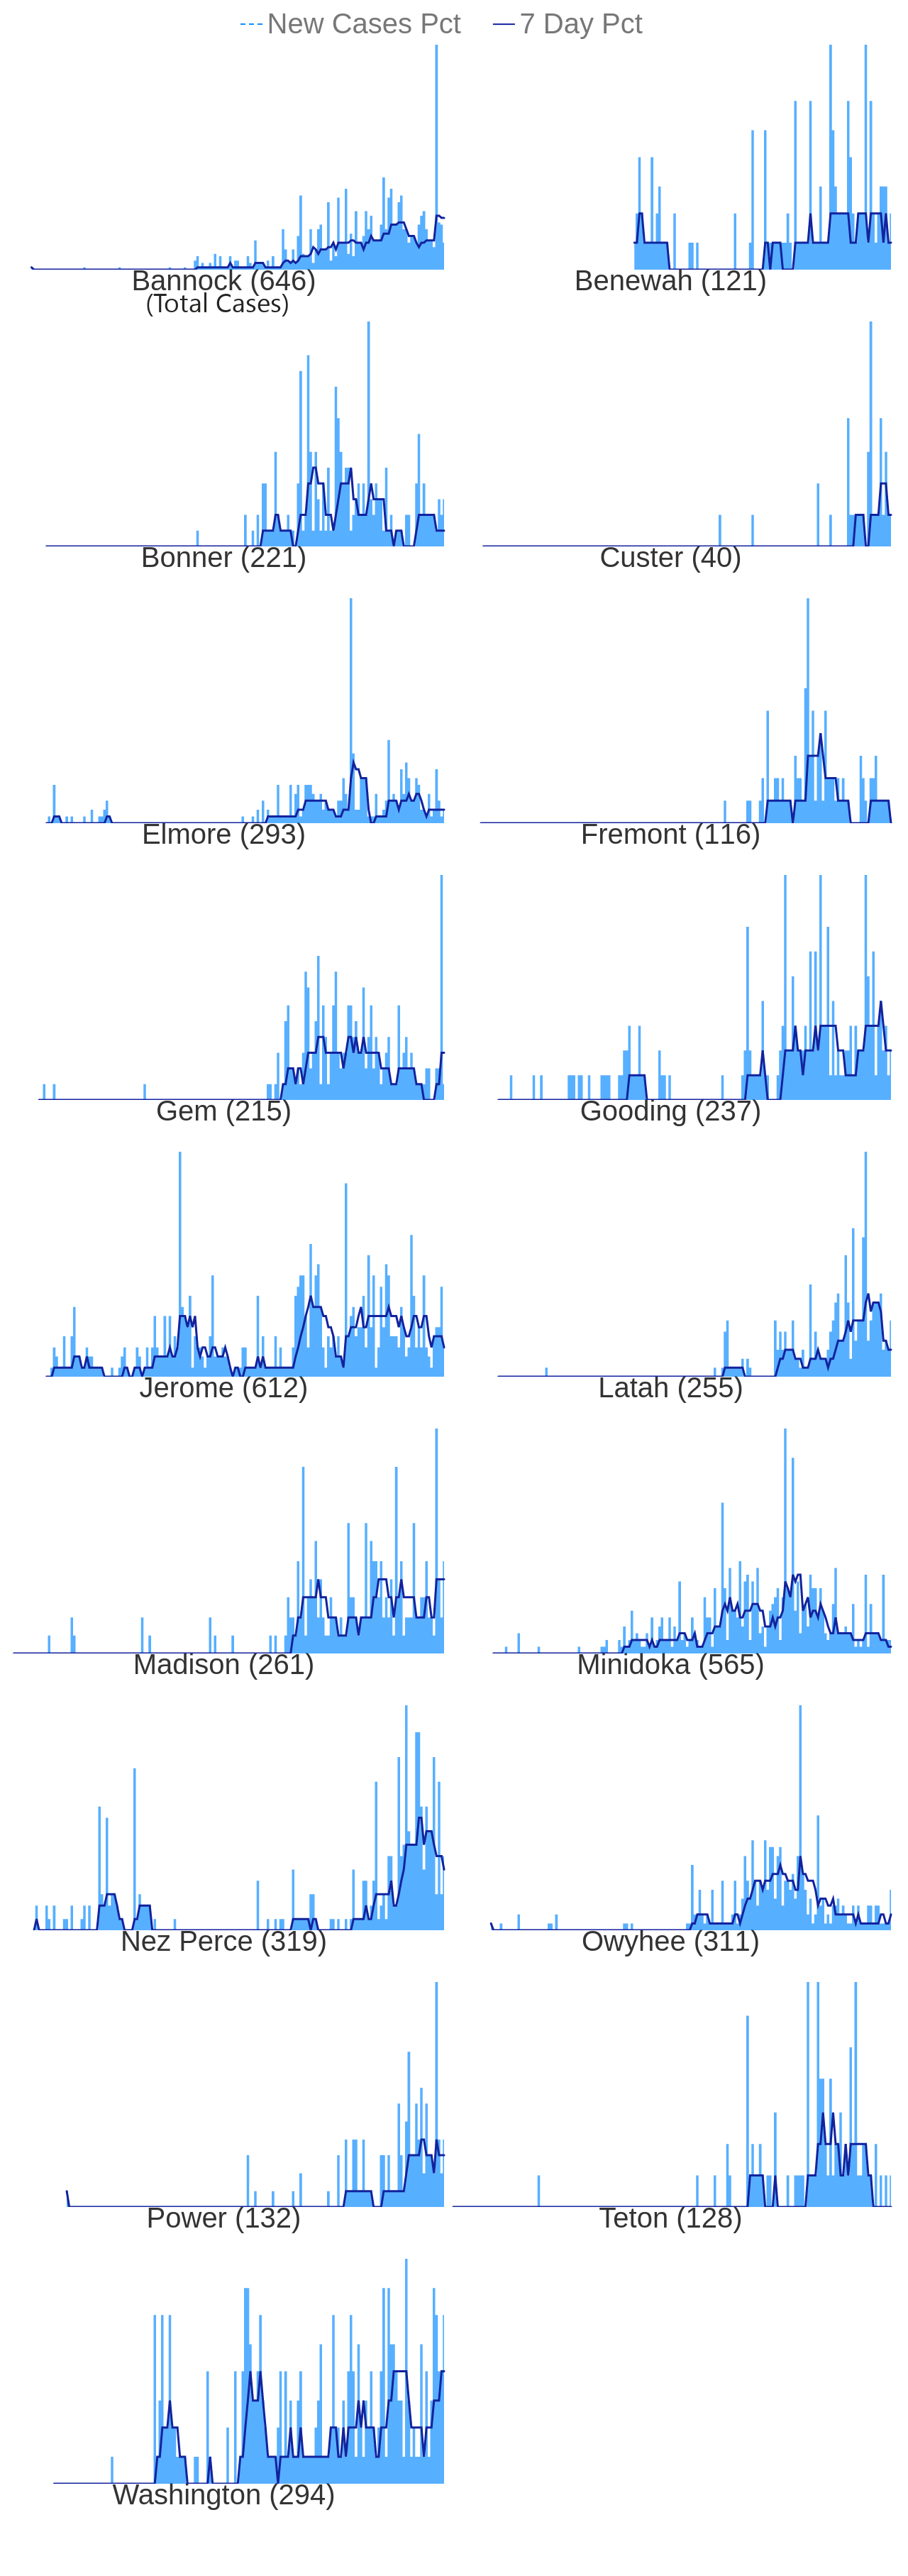 New Cases Pct 7 Day Pct
Bannock (646) Benewah (121)
(Total Cases)
Bonner (221) Custer (40)
Elmore (293) Fremont (116)
Gem (215) Gooding (237)
Jerome (612) Latah (255)
Madison (261) Minidoka (565)
Nez Perce (319) Owyhee (311)
Power (132) Teton (128)
Washington (294)